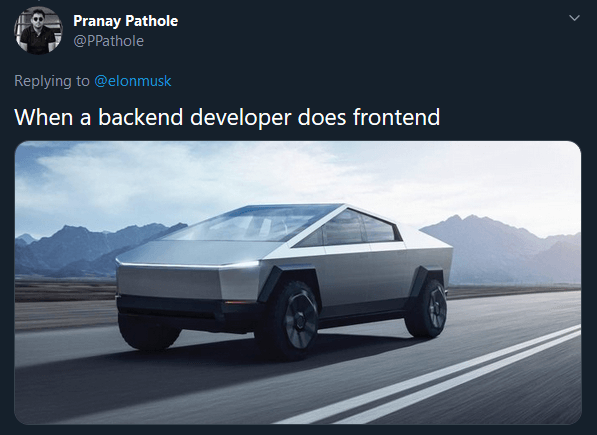 Pranay Pathole
@PPathole
Replying to @elonmusk
When a backend developer does frontend